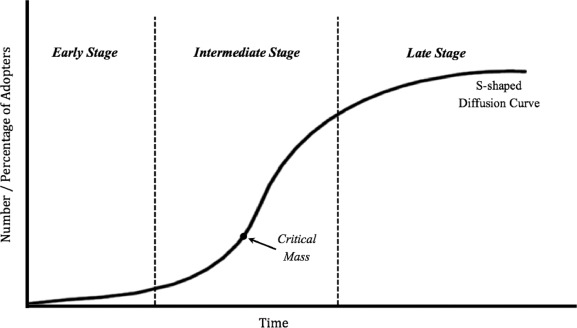 Early Stage
Intermediate Stage
Late Stage
S-shaped
Diffusion Curve
Number / Percentage of Adopters
Critical
Mass
Time